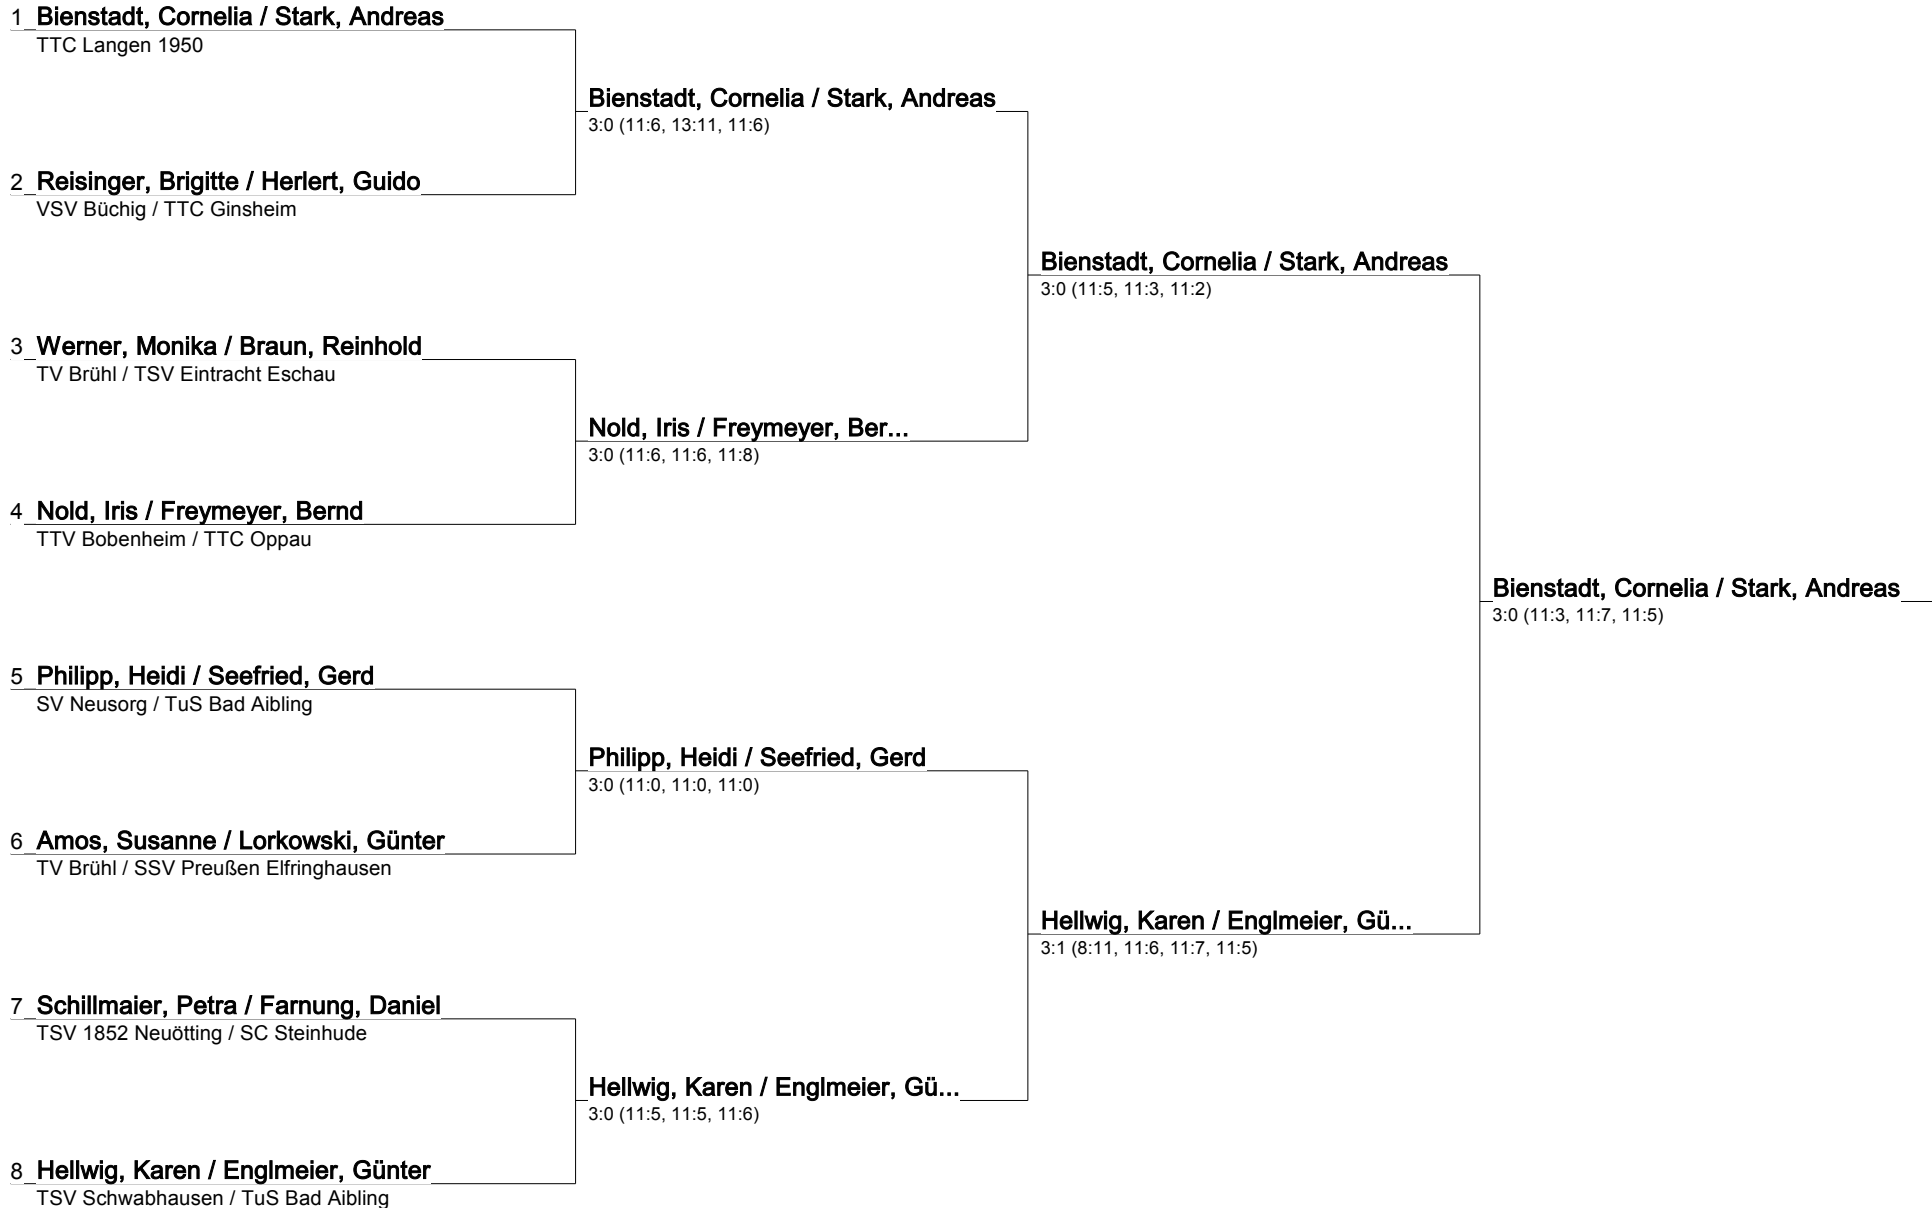 1 Bienstadt, Cornelia / Stark, Andreas
TTC Langen 1950
Bienstadt, Cornelia / Stark, Andreas
3:0 (11:6, 13:11, 11:6)
2 Reisinger, Brigitte / Herlert, Guido
VSV Büchig / TTC Ginsheim
Bienstadt, Cornelia / Stark, Andreas
3:0 (11:5, 11:3, 11:2)
3 Werner, Monika / Braun, Reinhold
TV Brühl / TSV Eintracht Eschau
Nold, Iris / Freymeyer, Ber...
3:0 (11:6, 11:6, 11:8)
4 Nold, Iris / Freymeyer, Bernd
TTV Bobenheim / TTC Oppau
Bienstadt, Cornelia / Stark, Andreas
3:0 (11:3, 11:7, 11:5)
5 Philipp, Heidi / Seefried, Gerd
SV Neusorg / TuS Bad Aibling
Philipp, Heidi / Seefried, Gerd
3:0 (11:0, 11:0, 11:0)
6 Amos, Susanne / Lorkowski, Günter
TV Brühl / SSV Preußen Elfringhausen
Hellwig, Karen / Englmeier, Gü...
3:1 (8:11, 11:6, 11:7, 11:5)
7 Schillmaier, Petra / Farnung, Daniel
TSV 1852 Neuötting / SC Steinhude
Hellwig, Karen / Englmeier, Gü...
3:0 (11:5, 11:5, 11:6)
8 Hellwig, Karen / Englmeier, Günter
TSV Schwabhausen / TuS Bad Aibling